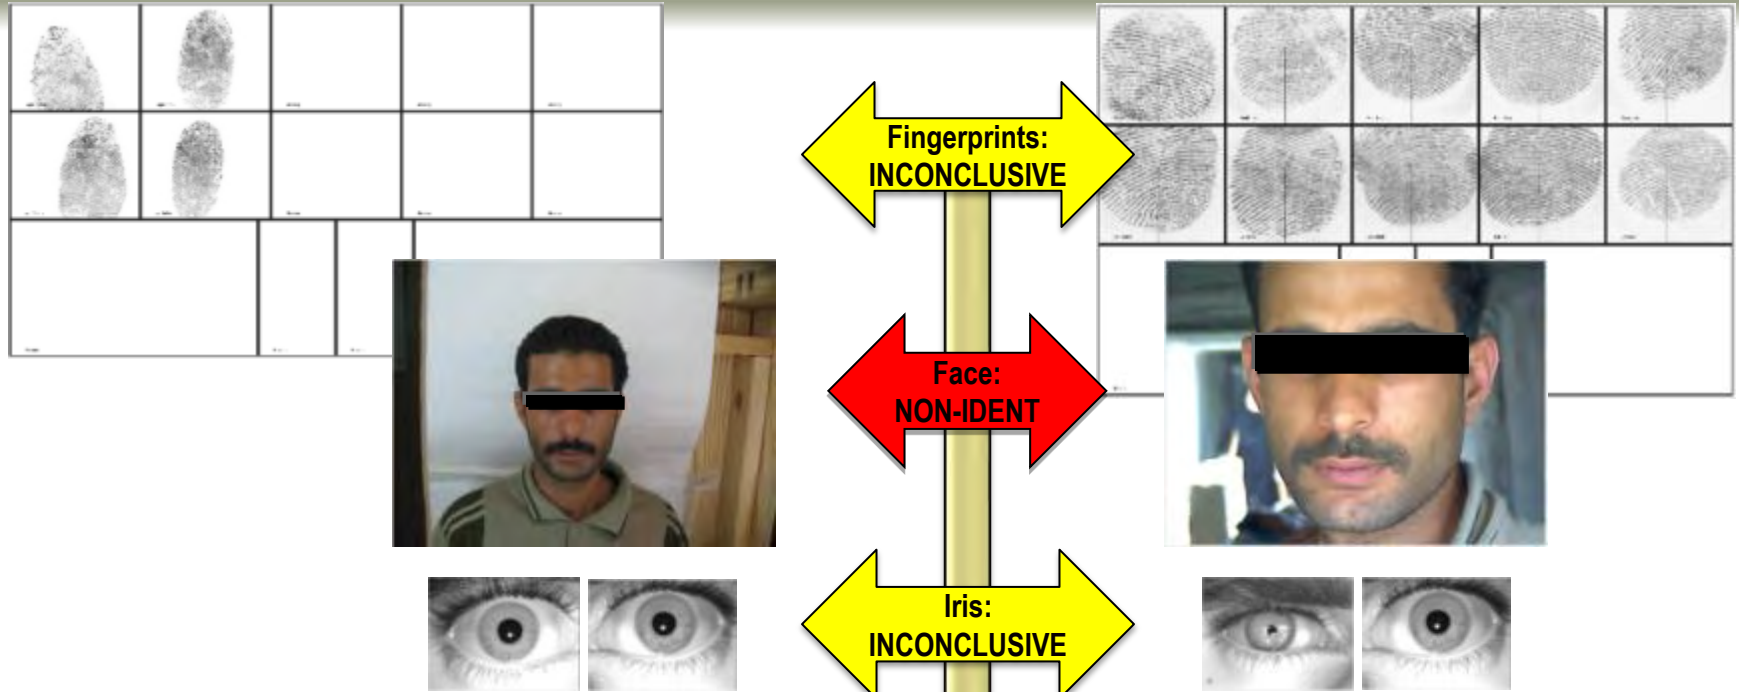 Fingerprints:
INCONCLUSIVE
Face:
NON-IDENT
Iris:
INCONCLUSIVE